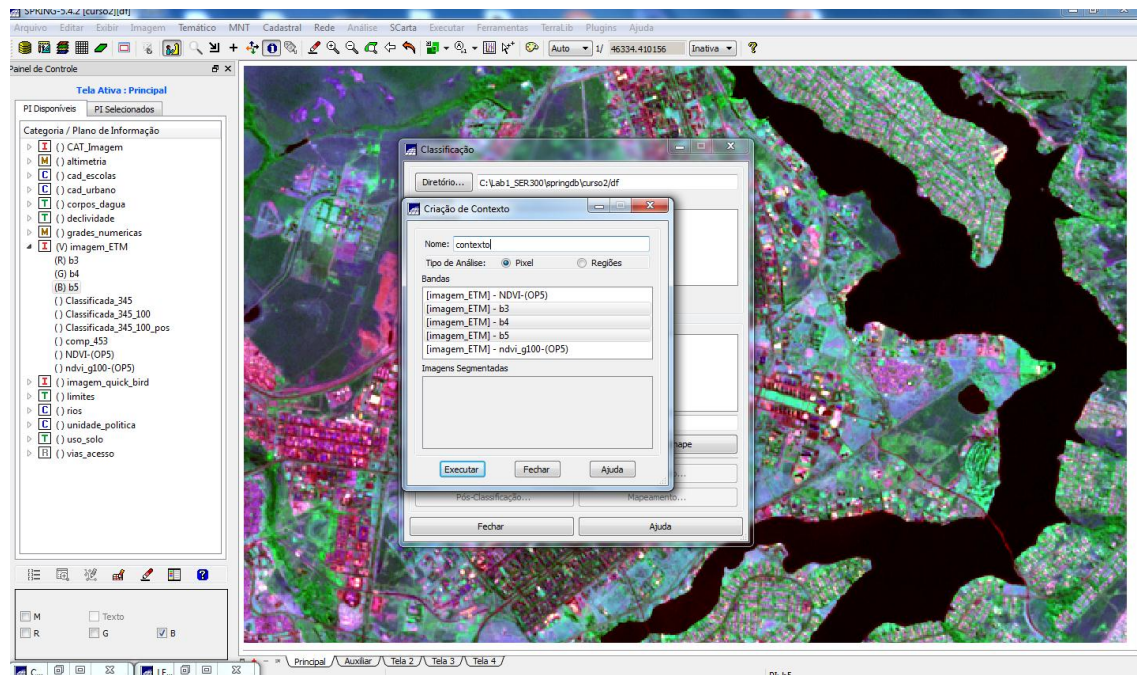 SPRING-5.4.2 [curso2][df]
Arquivo Editar Exibir Imagem Temático MNT Cadastral Rede Análise SCarta Executar Ferramentas TerraLib Plugins Ajuda
Auto 1/ 46334.410156 Inativa
Painel de Controle
Tela Ativa : Principal
PI Disponíveis PI Selecionados
Categoria / Plano de Informação
I () CAT_Imagem
M () altimetria
C () cad_escolas
C () cad_urbano
T () corpos_dagua
T () declividade
M () grades_numericas
I (V) imagem_ETM
(R) b3
(G) b4
(B) b5
() Classificada_345
() Classificada_345_100
() Classificada_345_100_pos
() comp_453
() NDVI-(OP5)
() ndvi_g100-(OP5)
I () imagem_quick_bird
T () limites
C () rios
C () unidade_politica
T () uso_solo
R () vias_acesso
M Texto
R G B
Classificação
Diretório... C:\Lab1_SER300\springdb\curso2/df
Criação de Contexto
Nome: contexto
Tipo de Análise: Pixel Regiões
Bandas
[imagem_ETM] - NDVI-(OP5)
[imagem_ETM] - b3
[imagem_ETM] - b4
[imagem_ETM] - b5
[imagem_ETM] - ndvi_g100-(OP5)
Imagens Segmentadas
Executar Fechar Ajuda
Pós-Classificação... Mapeamento...
Fechar Ajuda
Principal Auxiliar Tela 2 Tela 3 Tela 4